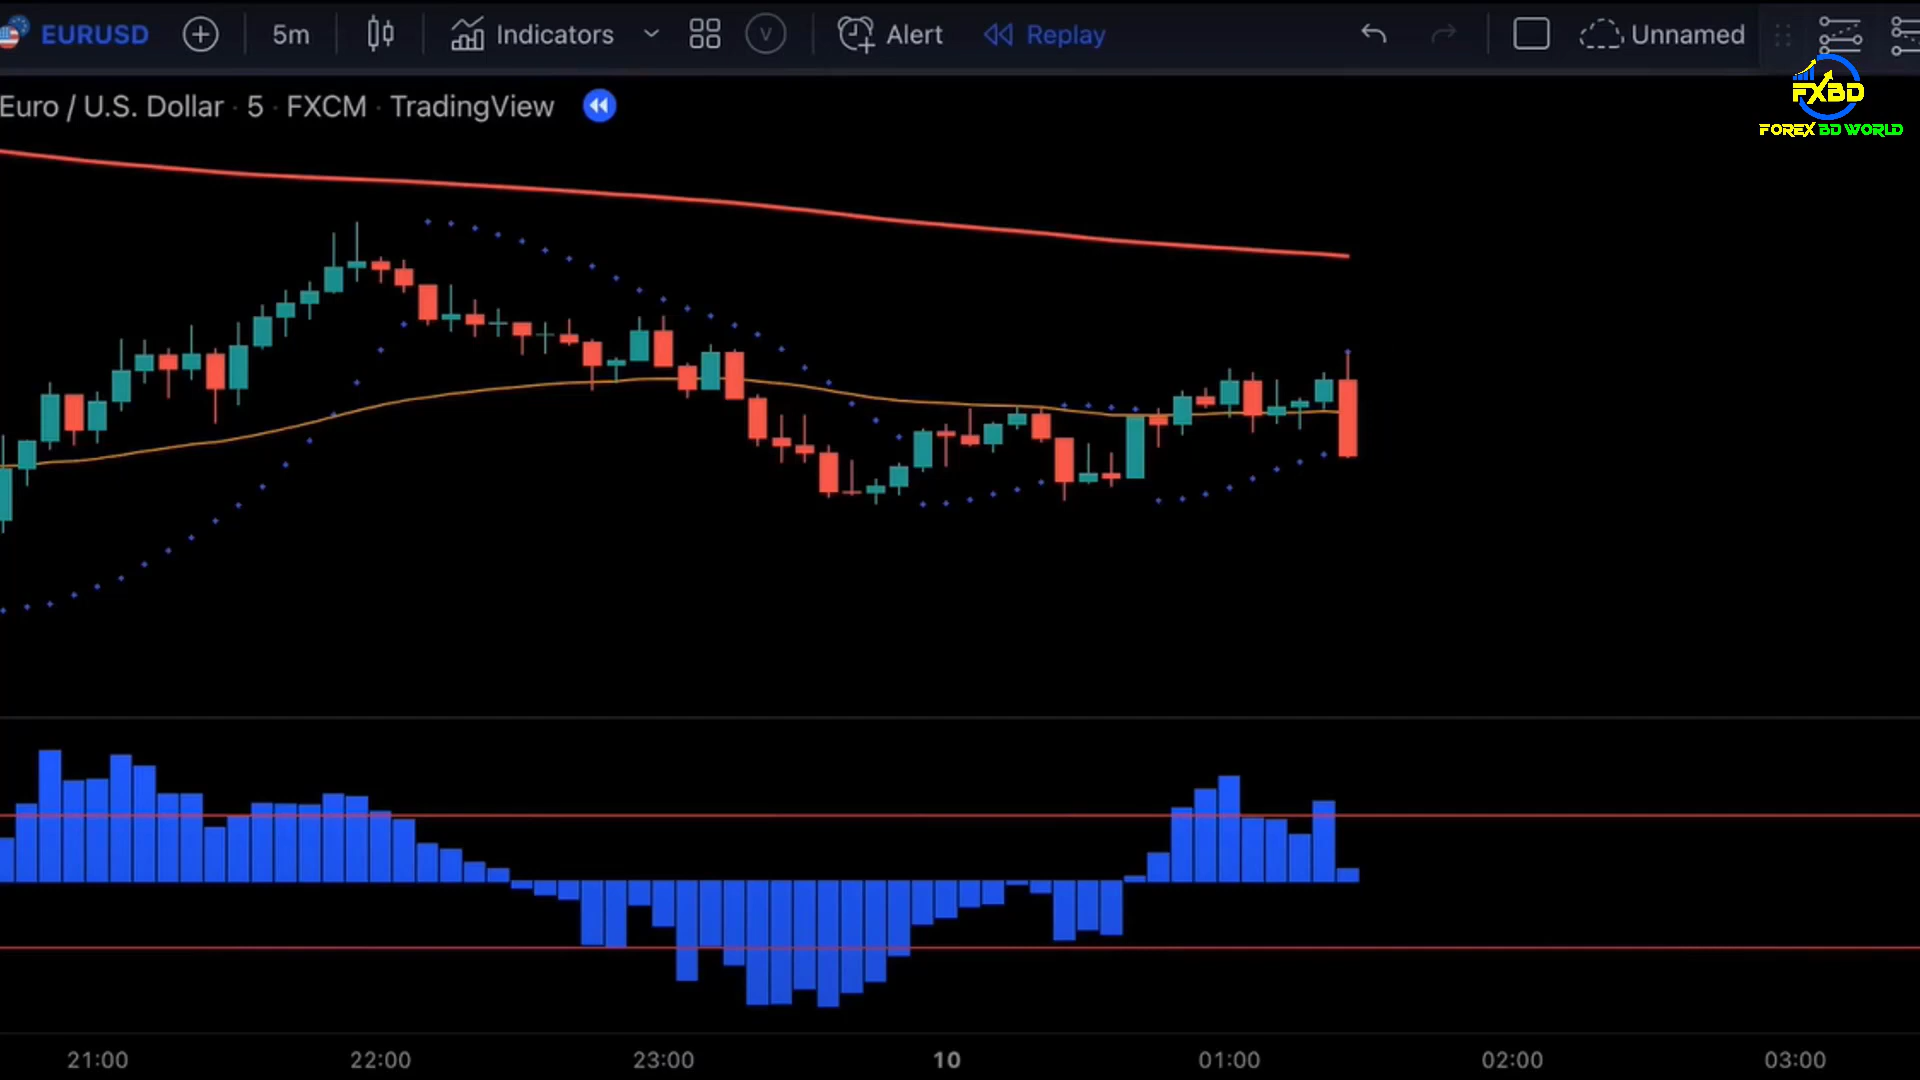 EURUSD 5m Indicators V Alert Replay Unnamed
Euro / U.S. Dollar · 5 · FXCM · TradingView
FXBD
FOREX BD WORLD
21:00 22:00 23:00 10 01:00 02:00 03:00